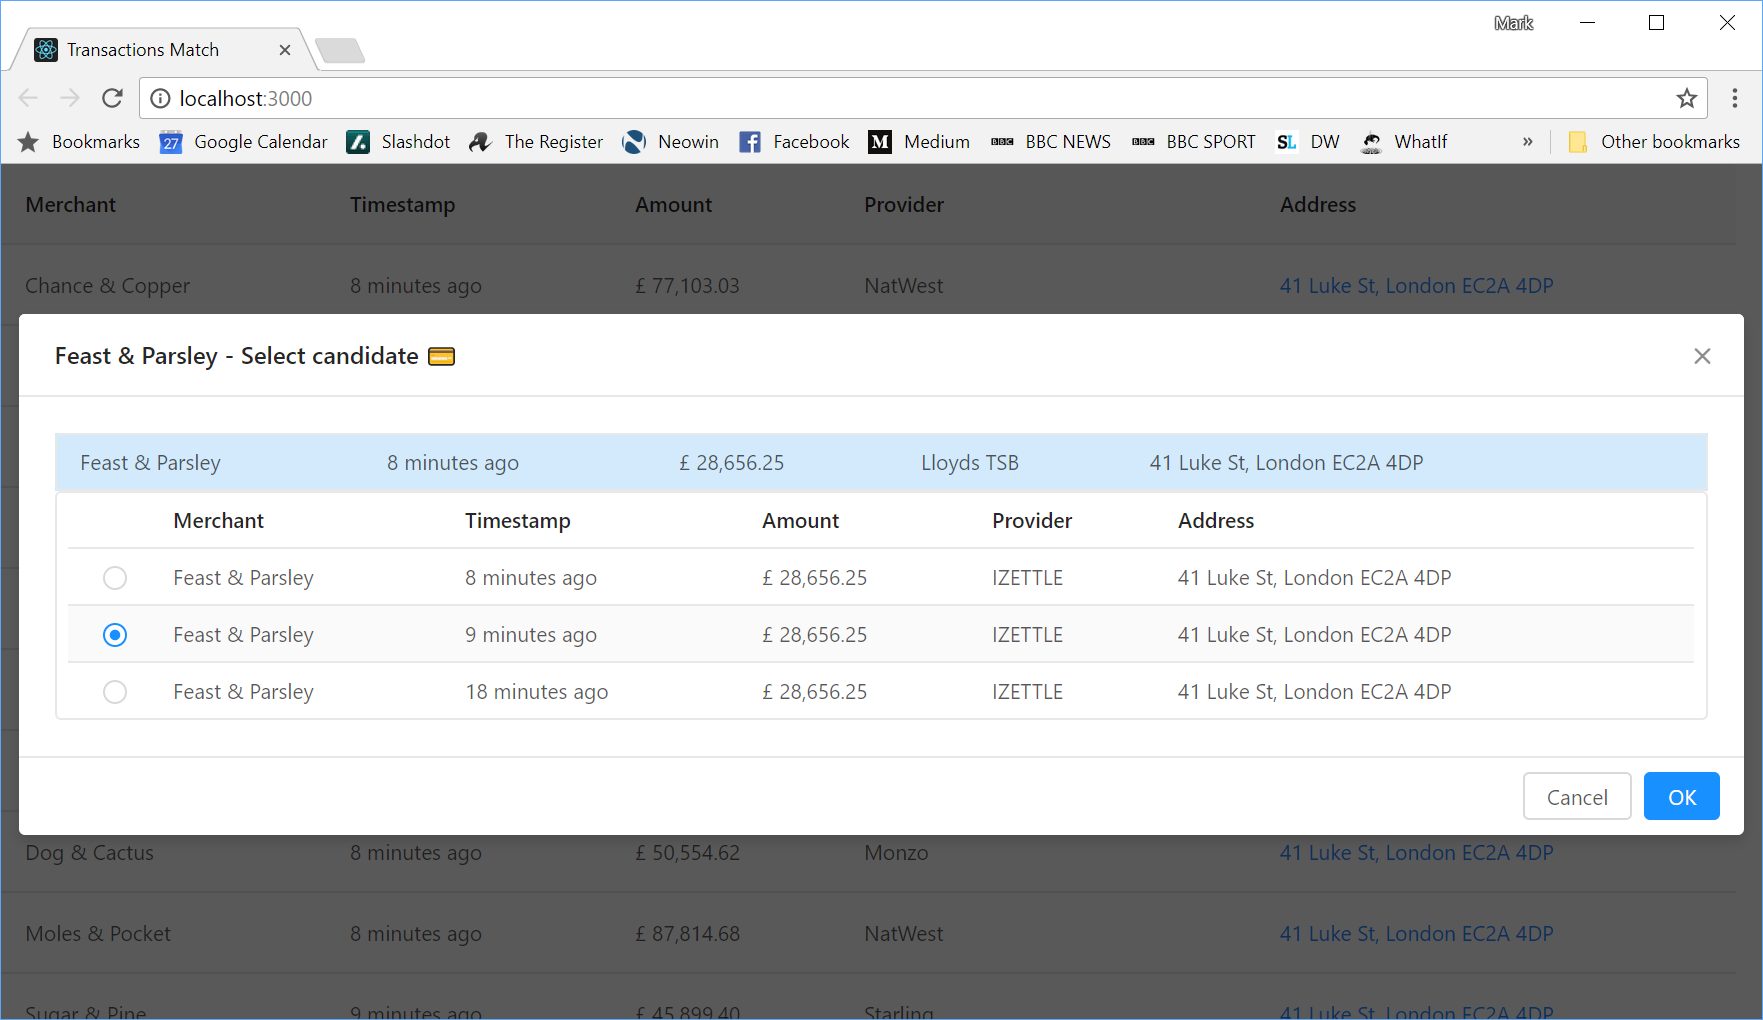 Mark
Transactions Match
localhost:3000
Bookmarks 27 Google Calendar Slashdot The Register Neowin Facebook M Medium BBC BBC NEWS BBC BBC SPORT SL DW WhatIf » Other bookmarks
Merchant Timestamp Amount Provider Address
Chance & Copper 8 minutes ago £ 77,103.03 NatWest 41 Luke St, London EC2A 4DP
Feast & Parsley - Select candidate 💳
Feast & Parsley 8 minutes ago £ 28,656.25 Lloyds TSB 41 Luke St, London EC2A 4DP
Merchant Timestamp Amount Provider Address
Feast & Parsley 8 minutes ago £ 28,656.25 IZETTLE 41 Luke St, London EC2A 4DP
Feast & Parsley 9 minutes ago £ 28,656.25 IZETTLE 41 Luke St, London EC2A 4DP
Feast & Parsley 18 minutes ago £ 28,656.25 IZETTLE 41 Luke St, London EC2A 4DP
Cancel OK
Dog & Cactus 8 minutes ago £ 50,554.62 Monzo 41 Luke St, London EC2A 4DP
Moles & Pocket 8 minutes ago £ 87,814.68 NatWest 41 Luke St, London EC2A 4DP
Sugar & Pine 9 minutes ago £ 45,899.40 Starling 41 Luke St, London EC2A 4DP